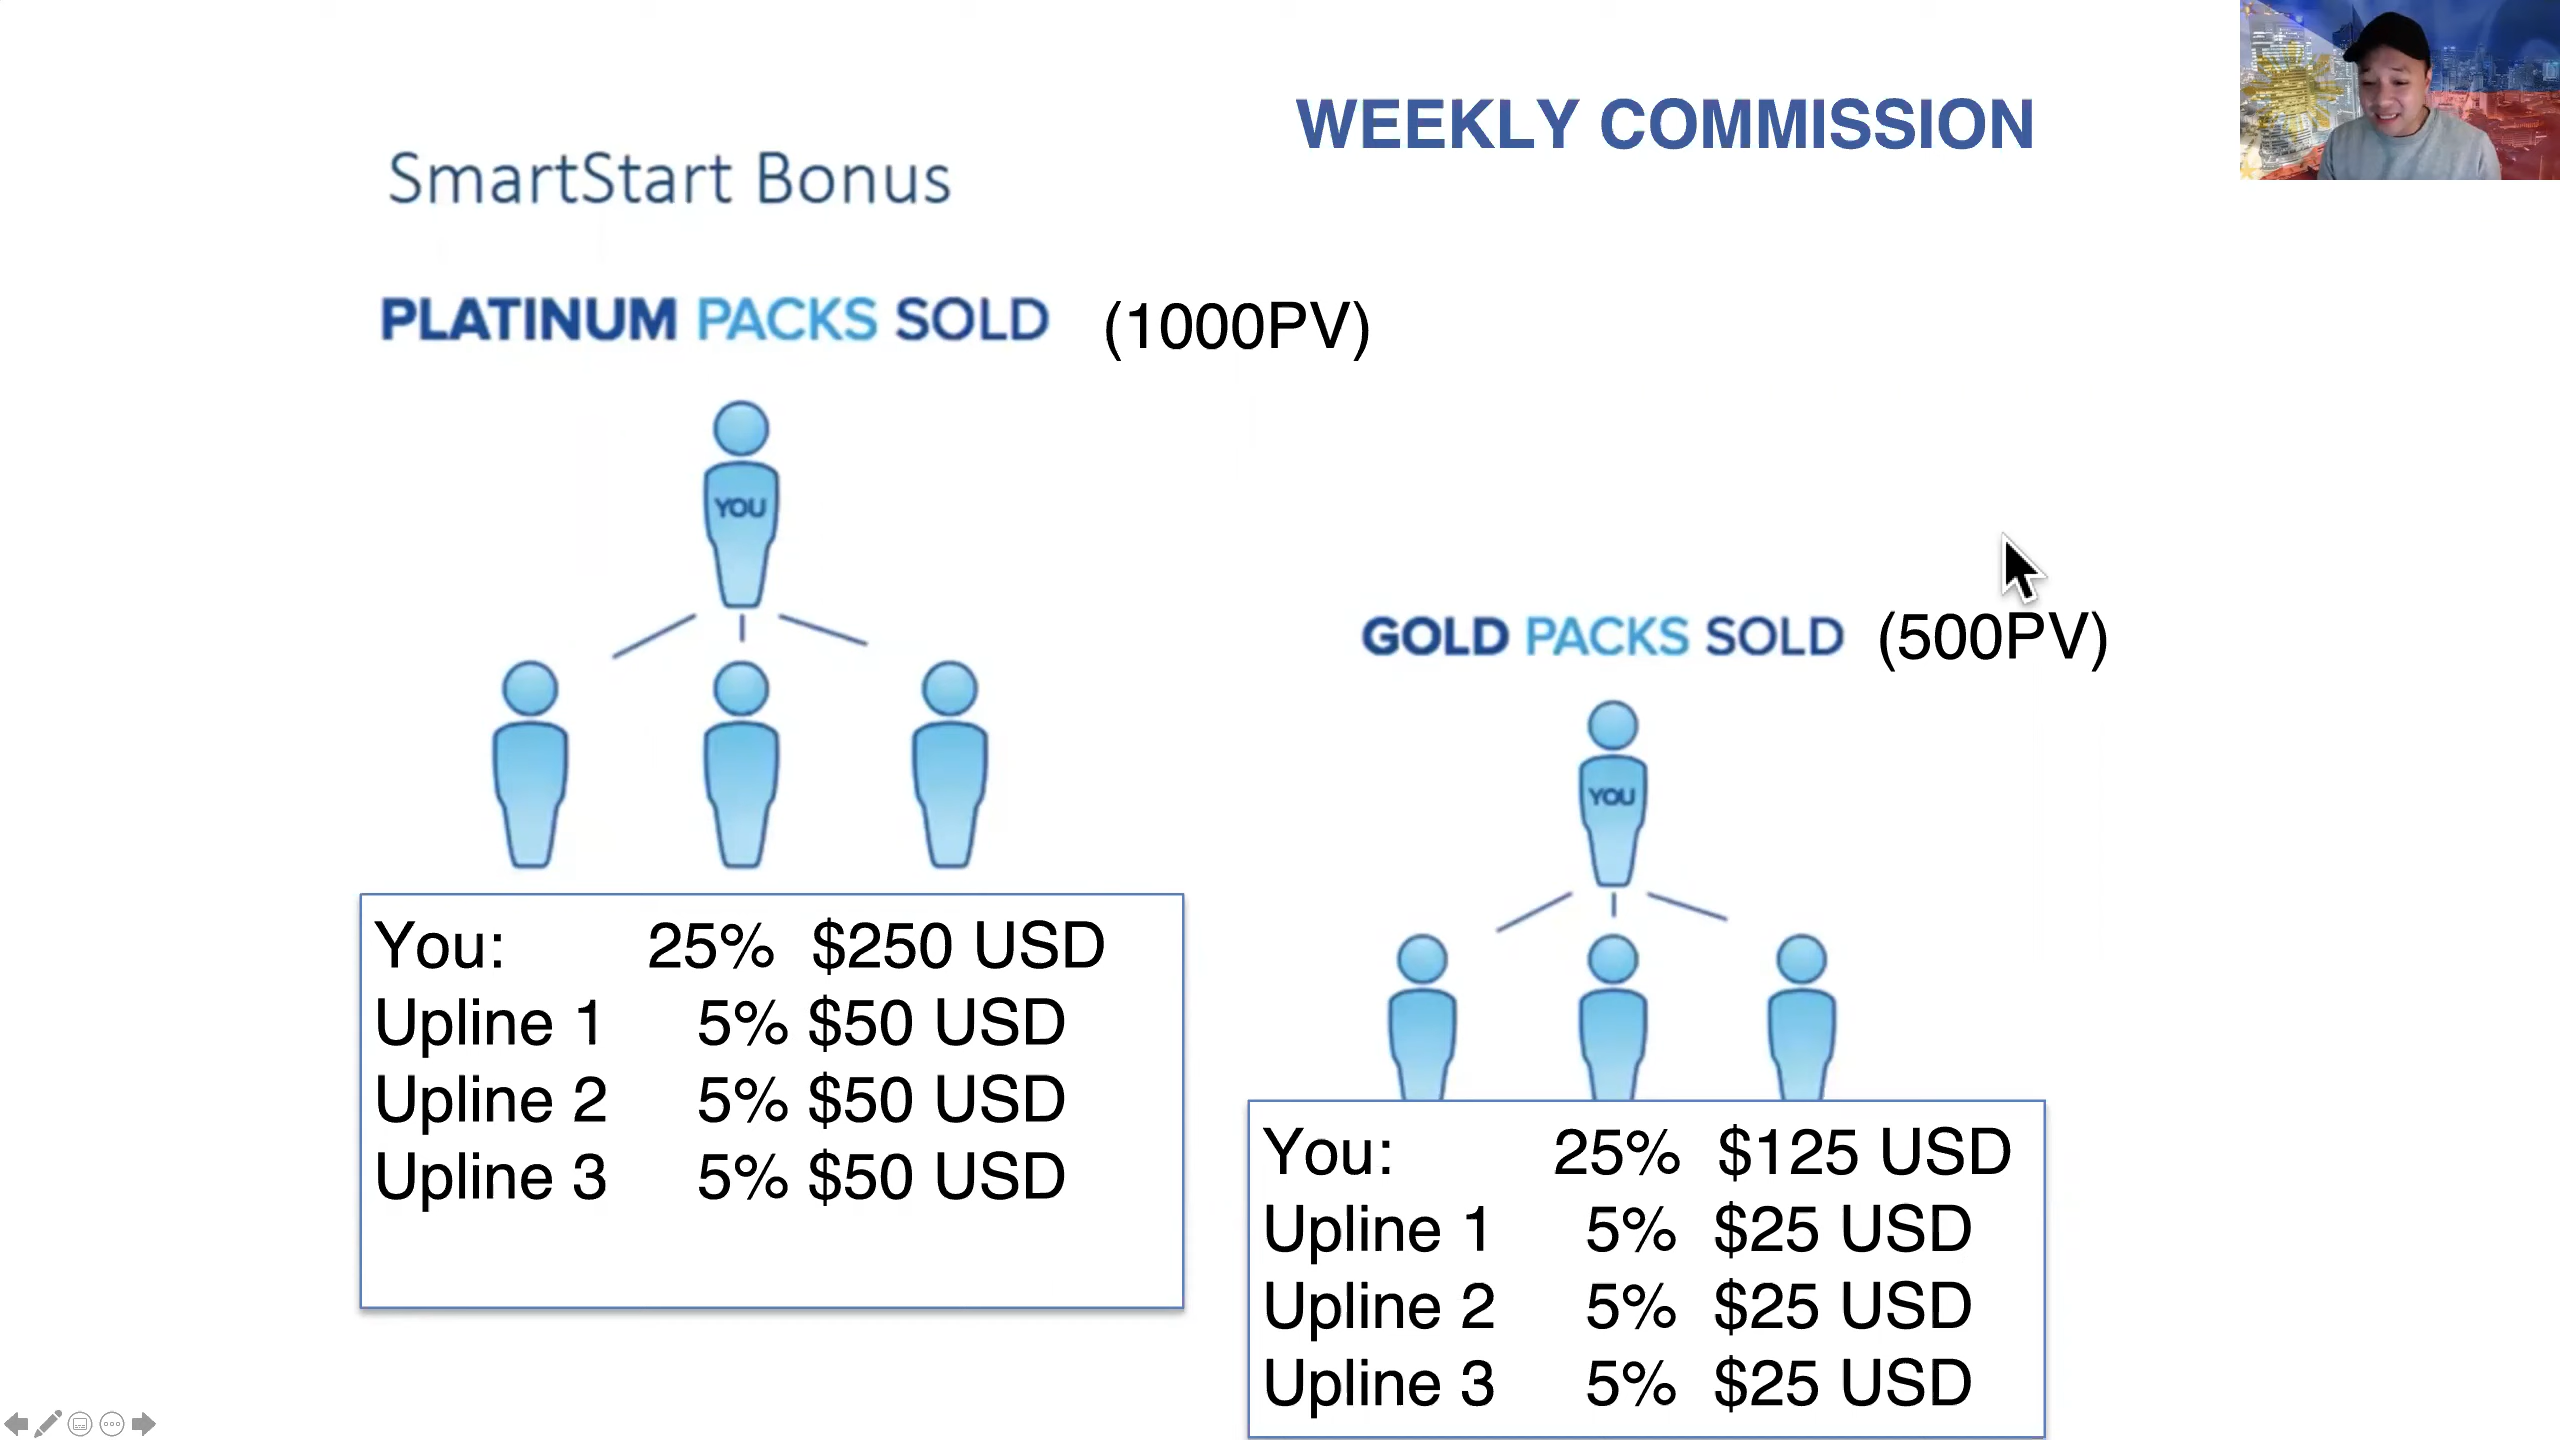 WEEKLY COMMISSION
SmartStart Bonus
PLATINUM PACKS SOLD (1000PV)
YOU
You: 25% $250 USD
Upline 1 5% $50 USD
Upline 2 5% $50 USD
Upline 3 5% $50 USD
GOLD PACKS SOLD (500PV)
YOU
You: 25% $125 USD
Upline 1 5% $25 USD
Upline 2 5% $25 USD
Upline 3 5% $25 USD